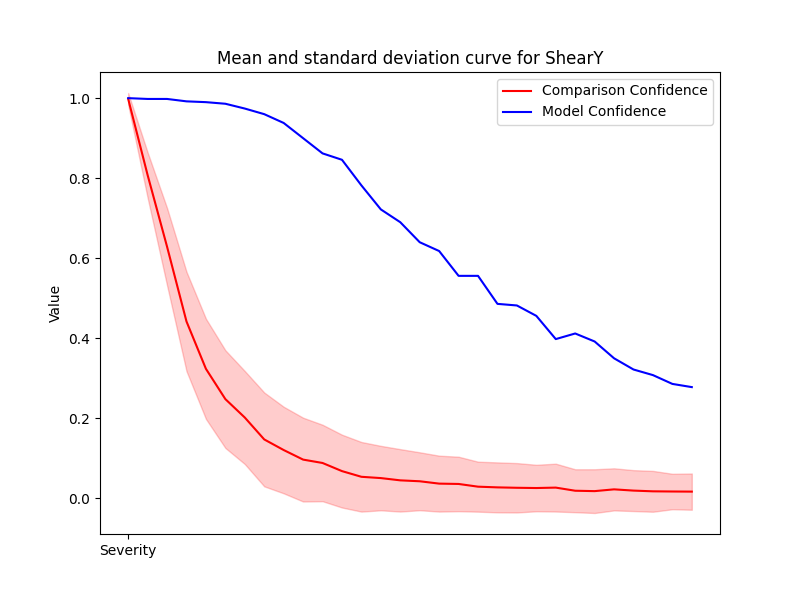 Mean and standard deviation curve for ShearY
Comparison Confidence
Model Confidence
1.0
0.8
0.6
0.4
0.2
0.0
Value
Severity